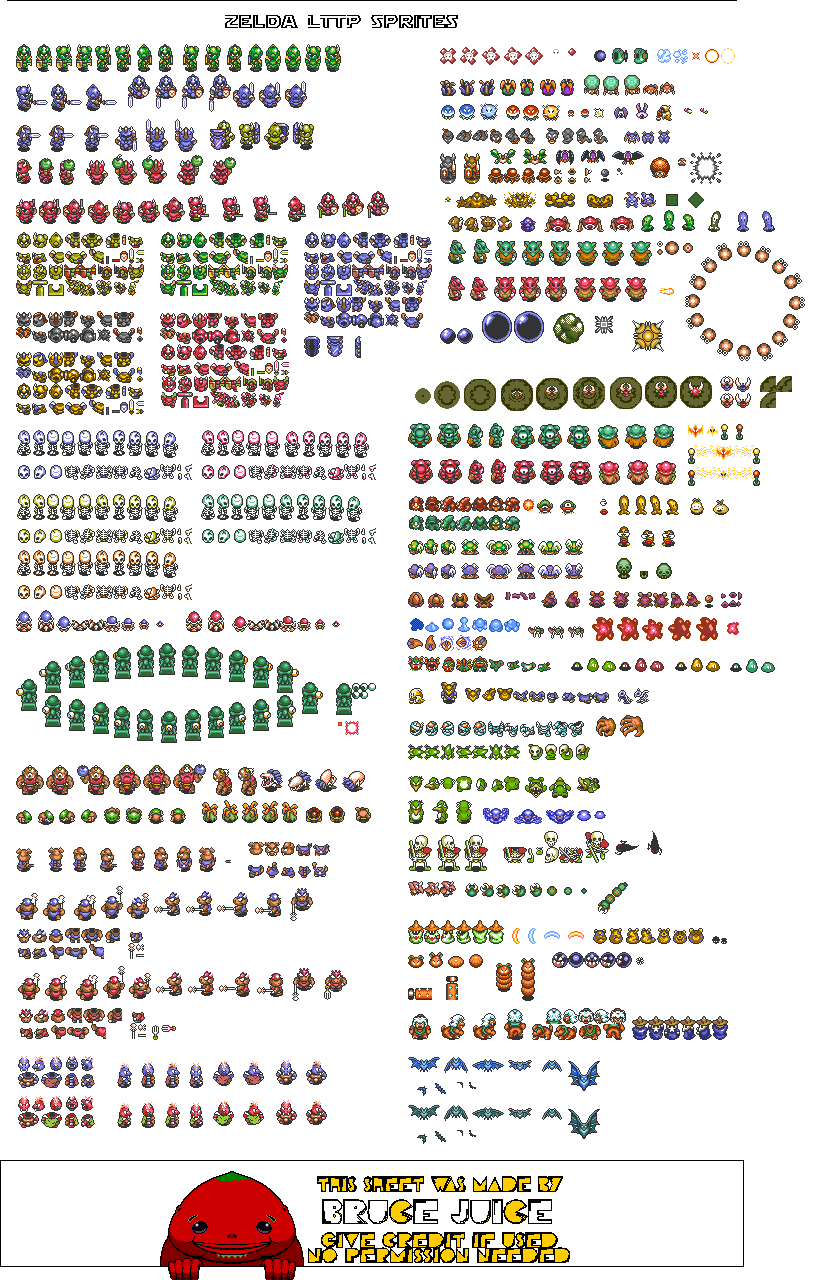 ZELDA LTTP SPRITES
THIS SHEET WAS MADE BY
BRUCE JUICE
GIVE CREDIT IF USED
NO PERMISSION NEEDED